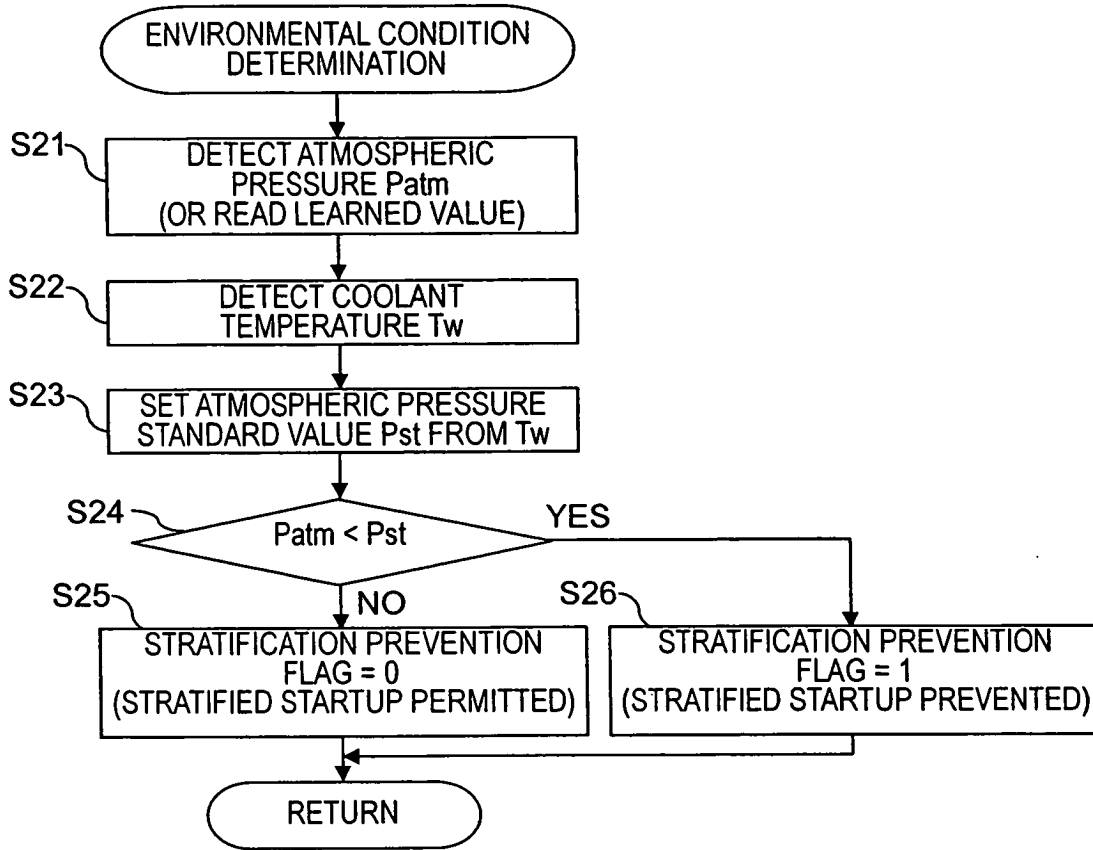 ENVIRONMENTAL CONDITION
DETERMINATION
S21
DETECT ATMOSPHERIC
PRESSURE Patm
(OR READ LEARNED VALUE)
S22
DETECT COOLANT
TEMPERATURE Tw
S23
SET ATMOSPHERIC PRESSURE
STANDARD VALUE Pst FROM Tw
S24
Patm < Pst
YES
NO
S25
STRATIFICATION PREVENTION
FLAG = 0
(STRATIFIED STARTUP PERMITTED)
S26
STRATIFICATION PREVENTION
FLAG = 1
(STRATIFIED STARTUP PREVENTED)
RETURN